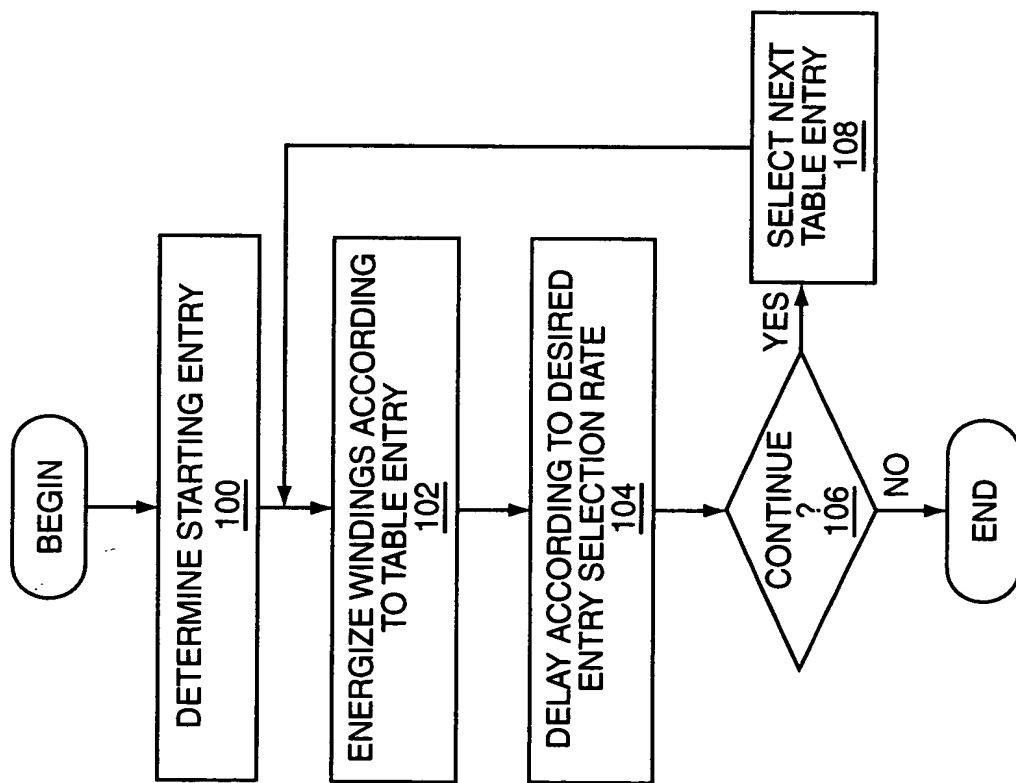 BEGIN
DETERMINE STARTING ENTRY
100
ENERGIZE WINDINGS ACCORDING
TO TABLE ENTRY
102
DELAY ACCORDING TO DESIRED
ENTRY SELECTION RATE
104
CONTINUE
?
106
YES
SELECT NEXT
TABLE ENTRY
108
NO
END